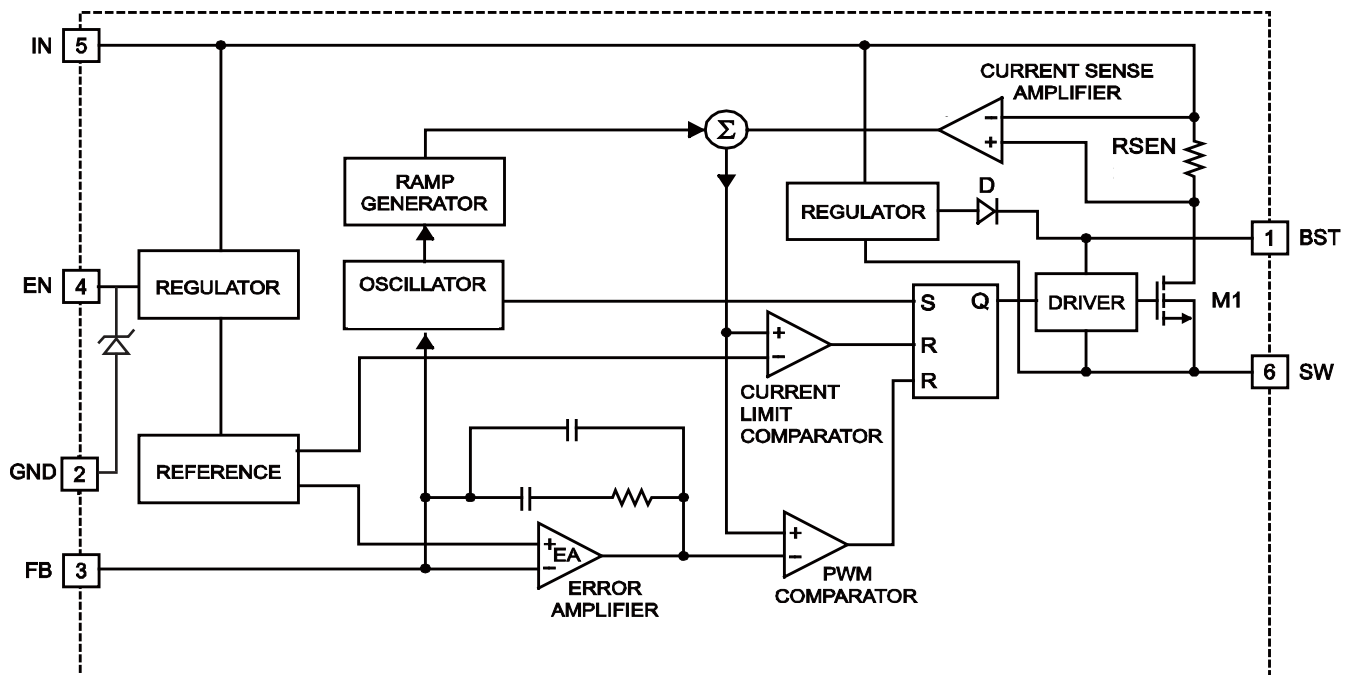 IN 5
CURRENT SENSE
AMPLIFIER
− +
Σ
RSEN
RAMP
GENERATOR
REGULATOR
D
1 BST
EN 4
REGULATOR
OSCILLATOR
S Q
R
R
DRIVER
M1
+ −
6 SW
CURRENT
LIMIT
COMPARATOR
GND 2
REFERENCE
FB 3
+ −
EA
ERROR
AMPLIFIER
+ −
PWM
COMPARATOR